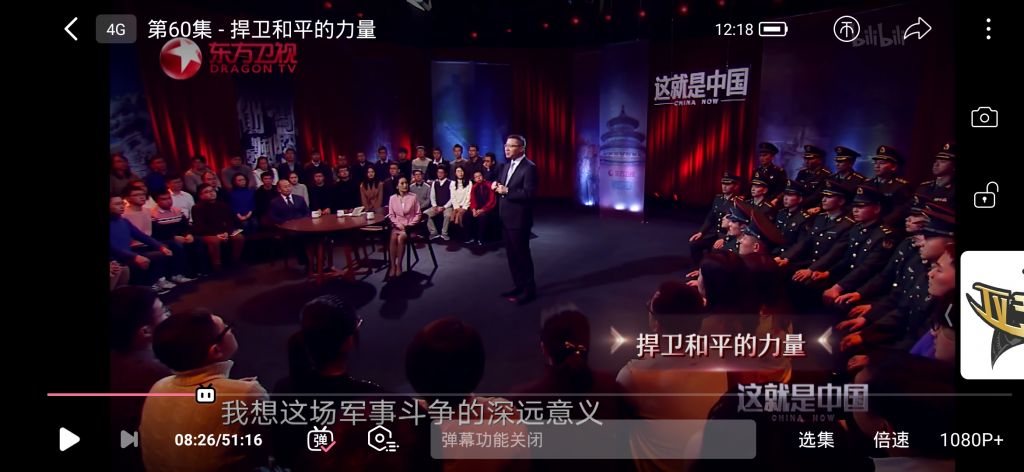 4G
第60集 - 捍卫和平的力量
12:18
bilibili
东方卫视
DRAGON TV
这就是中国
CHINA NOW
捍卫和平的力量
这就是中国
CHINA NOW
我想这场军事斗争的深远意义
08:26/51:16
弹
弹幕功能关闭
选集
倍速
1080P+